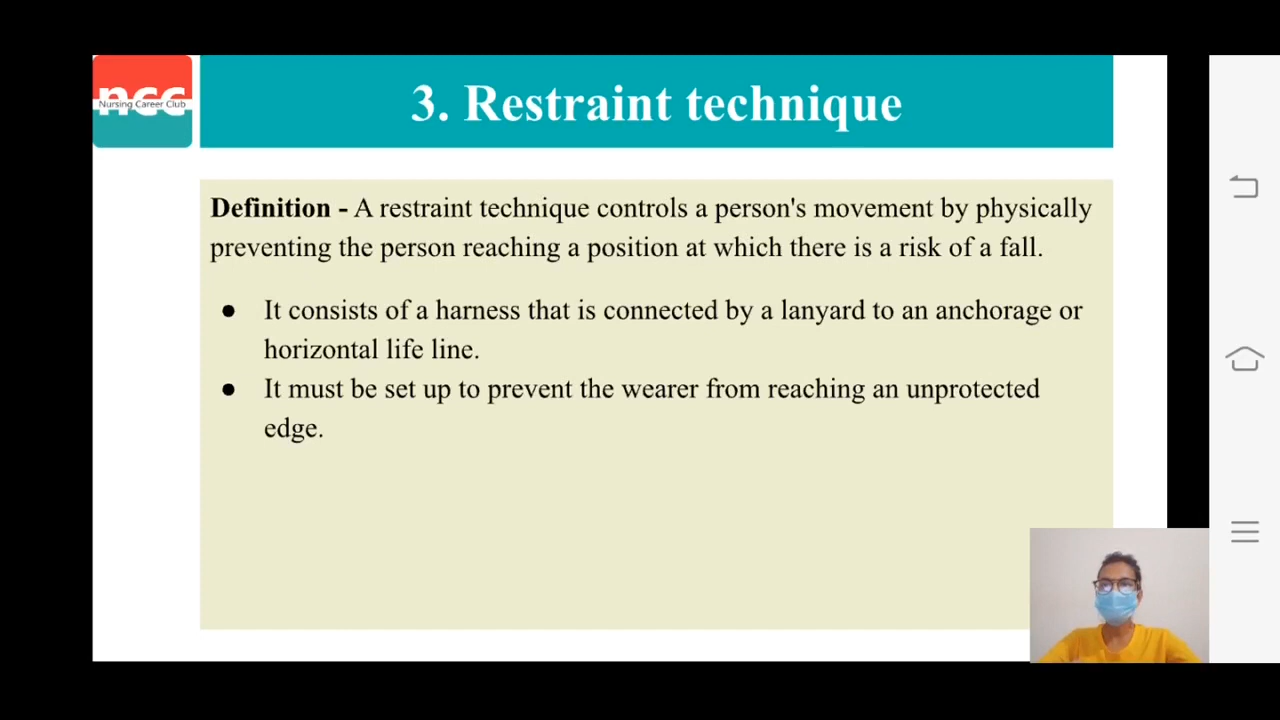 ncc
Nursing Career Club
3. Restraint technique
Definition - A restraint technique controls a person's movement by physically
preventing the person reaching a position at which there is a risk of a fall.
● It consists of a harness that is connected by a lanyard to an anchorage or
horizontal life line.
● It must be set up to prevent the wearer from reaching an unprotected
edge.